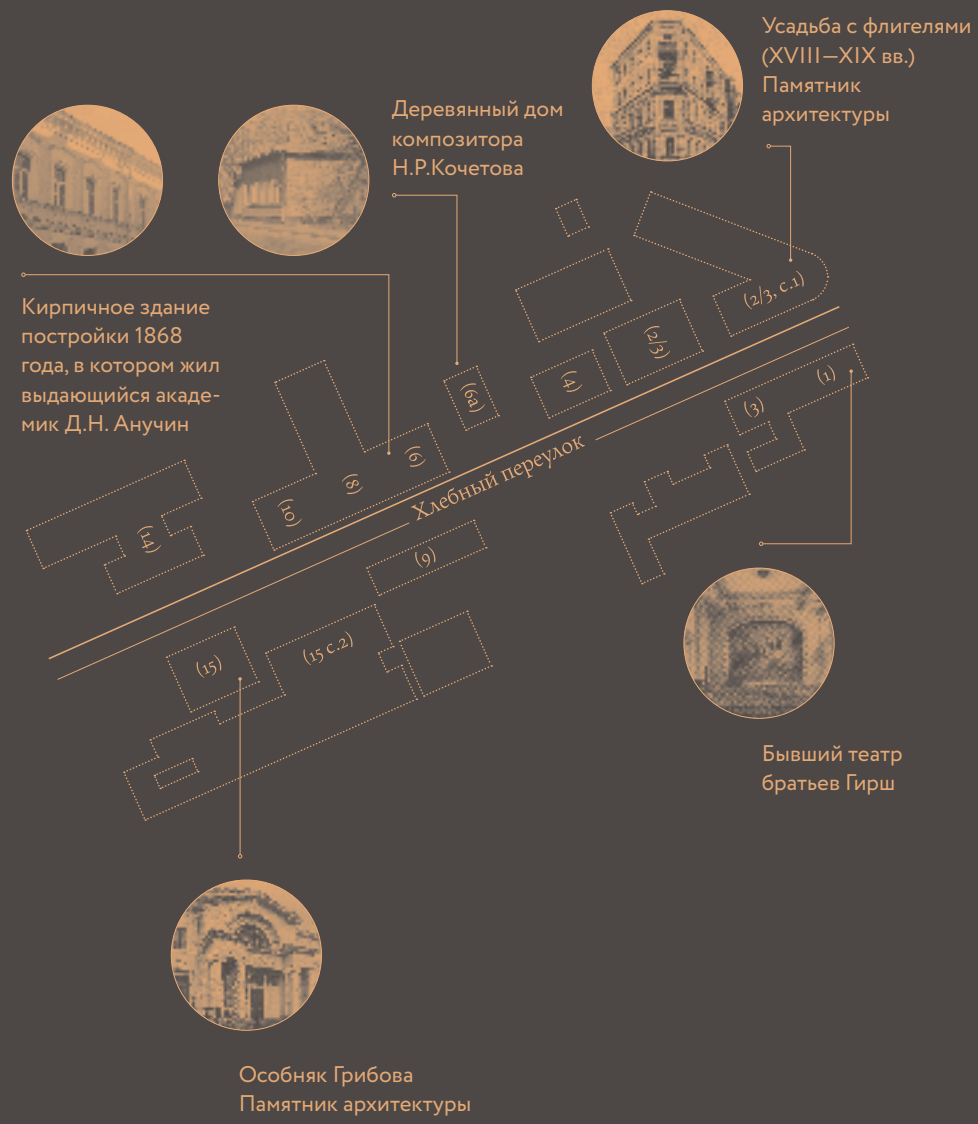 Усадьба с флигелями
(XVIII—XIX вв.)
Памятник
архитектуры
Деревянный дом
композитора
Н.Р.Кочетова
Кирпичное здание
постройки 1868
года, в котором жил
выдающийся акаде-
мик Д.Н. Анучин
(2/3, с.1)
(2/3)
(4)
(6а)
(6)
(8)
(10)
(14)
(1)
(3)
Хлебный переулок
(9)
(15 с.2)
(15)
Бывший театр
братьев Гирш
Особняк Грибова
Памятник архитектуры